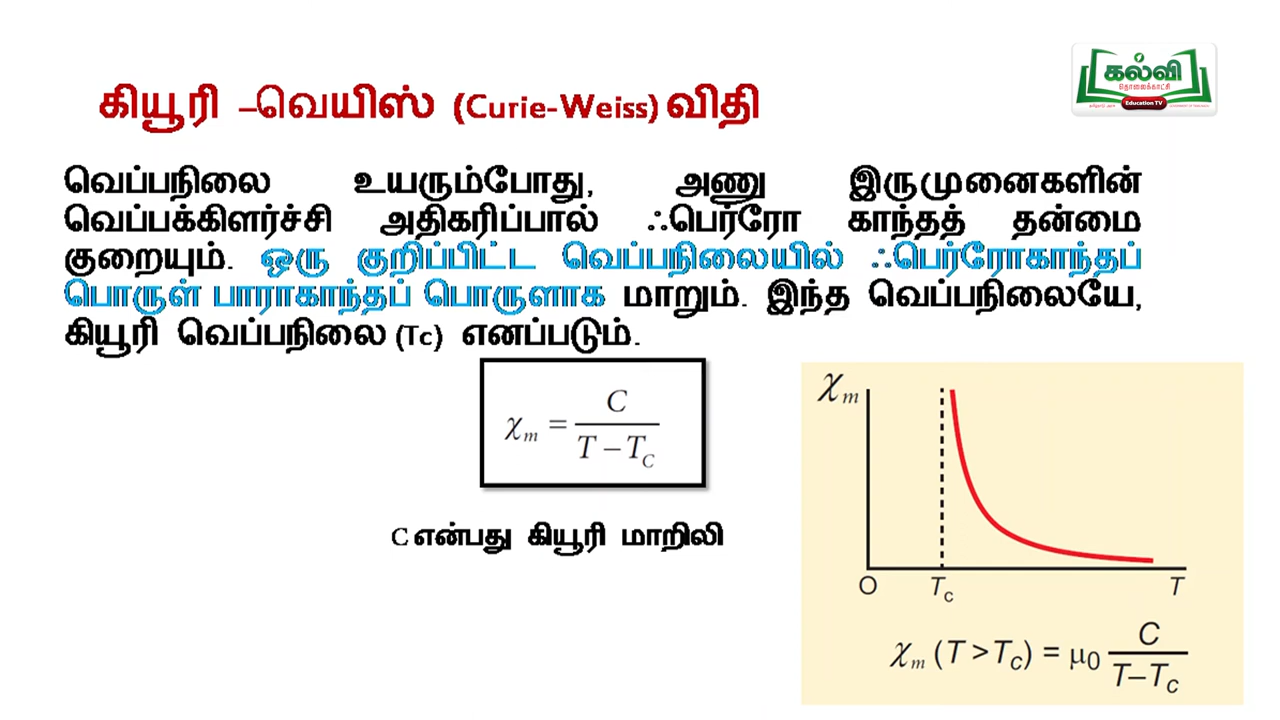 கல்வி
தொலைக்காட்சி
Education TV
கியூரி –வெயிஸ் (Curie-Weiss) விதி
வெப்பநிலை உயரும்போது, அணு இருமுனைகளின்
வெப்பக்கிளர்ச்சி அதிகரிப்பால் ஃபெர்ரோ காந்தத் தன்மை
குறையும். ஒரு குறிப்பிட்ட வெப்பநிலையில் ஃபெர்ரோகாந்தப்
பொருள் பாராகாந்தப் பொருளாக மாறும். இந்த வெப்பநிலையே,
கியூரி வெப்பநிலை (Tc) எனப்படும்.
χm = C / (T – TC)
C என்பது கியூரி மாறிலி
χm
O Tc T
χm (T >TC) = μ0 C / (T–TC)